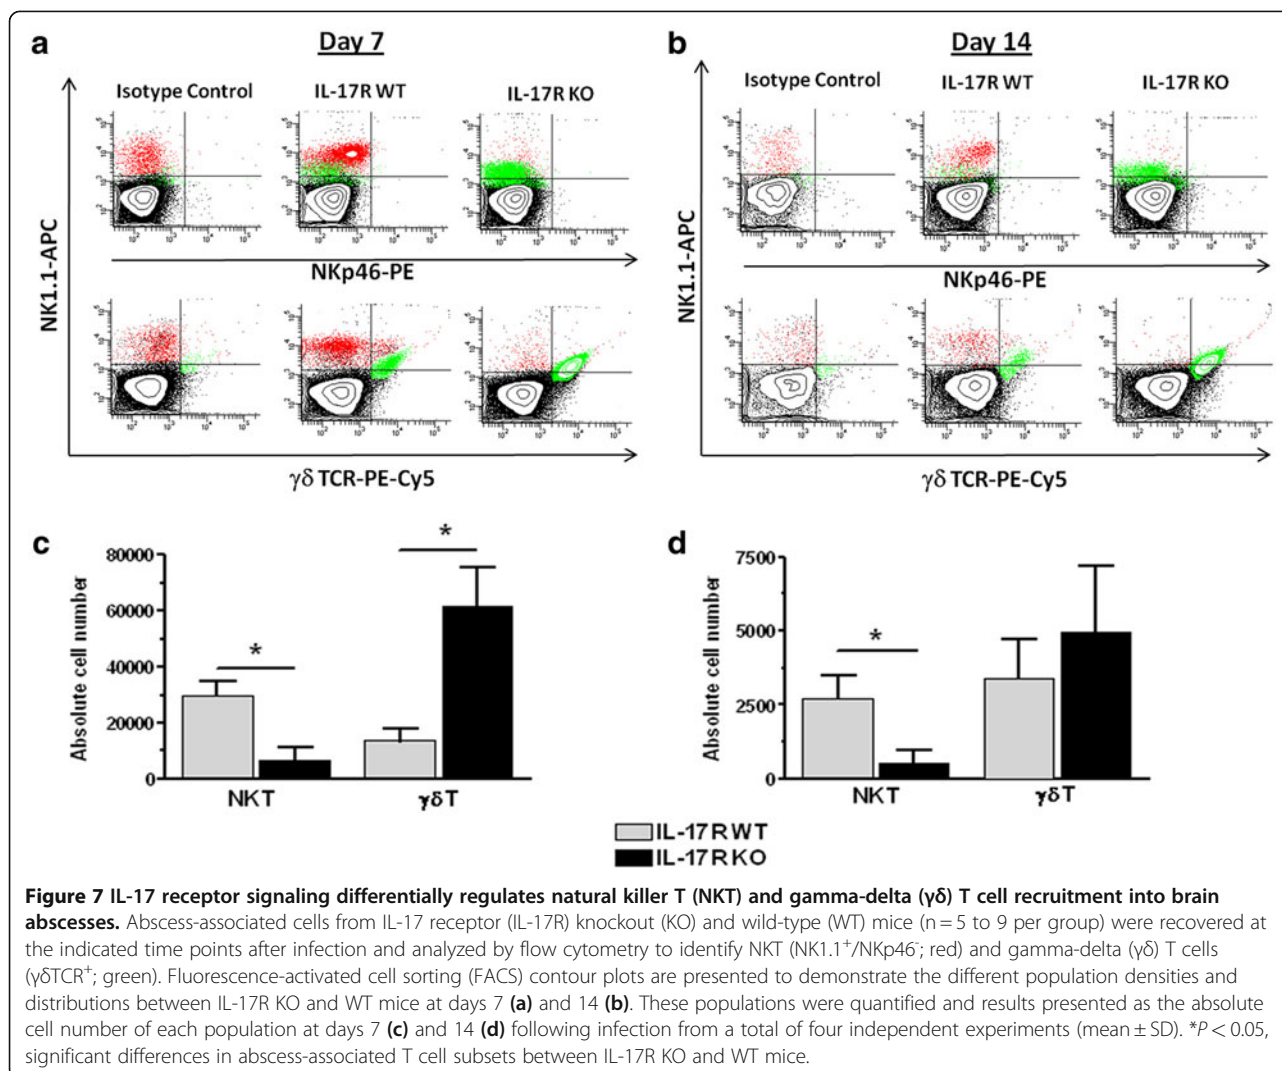 a Day 7
b Day 14
Isotype Control
IL-17R WT
IL-17R KO
Isotype Control
IL-17R WT
IL-17R KO
NK1.1-APC
NKp46-PE
γδ TCR-PE-Cy5
NK1.1-APC
NKp46-PE
γδ TCR-PE-Cy5
c
80000
60000
40000
20000
0
Absolute cell number
*
*
NKT
γδT
d
7500
5000
2500
0
Absolute cell number
*
NKT
γδT
IL-17R WT
IL-17R KO
Figure 7 IL-17 receptor signaling differentially regulates natural killer T (NKT) and gamma-delta (γδ) T cell recruitment into brain
abscesses. Abscess-associated cells from IL-17 receptor (IL-17R) knockout (KO) and wild-type (WT) mice (n = 5 to 9 per group) were recovered at
the indicated time points after infection and analyzed by flow cytometry to identify NKT (NK1.1⁺/NKp46⁻; red) and gamma-delta (γδ) T cells
(γδTCR⁺; green). Fluorescence-activated cell sorting (FACS) contour plots are presented to demonstrate the different population densities and
distributions between IL-17R KO and WT mice at days 7 (a) and 14 (b). These populations were quantified and results presented as the absolute
cell number of each population at days 7 (c) and 14 (d) following infection from a total of four independent experiments (mean ± SD). *P < 0.05,
significant differences in abscess-associated T cell subsets between IL-17R KO and WT mice.